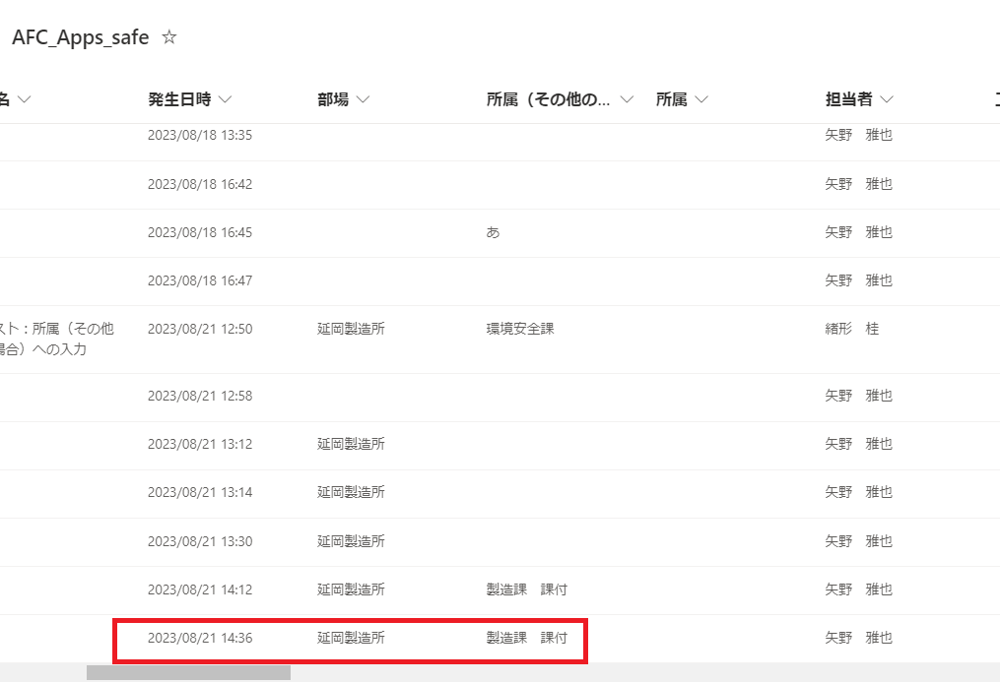 AFC_Apps_safe ☆
名 発生日時 部場 所属（その他の... 所属 担当者
2023/08/18 13:35 矢野　雅也
2023/08/18 16:42 矢野　雅也
2023/08/18 16:45 あ 矢野　雅也
2023/08/18 16:47 矢野　雅也
スト：所属（その他 2023/08/21 12:50 延岡製造所 環境安全課 緒形　桂
場合）への入力
2023/08/21 12:58 矢野　雅也
2023/08/21 13:12 延岡製造所 矢野　雅也
2023/08/21 13:14 延岡製造所 矢野　雅也
2023/08/21 13:30 延岡製造所 矢野　雅也
2023/08/21 14:12 延岡製造所 製造課　課付 矢野　雅也
2023/08/21 14:36 延岡製造所 製造課　課付 矢野　雅也